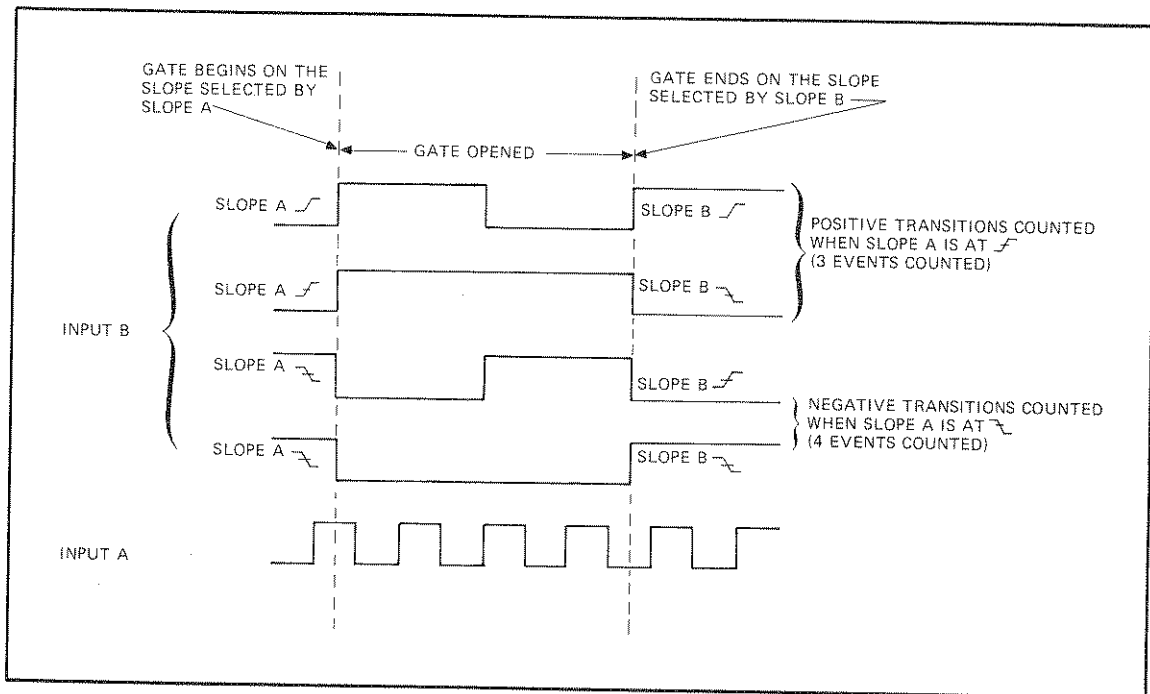 GATE BEGINS ON THE
SLOPE SELECTED BY
SLOPE A
GATE ENDS ON THE SLOPE
SELECTED BY SLOPE B
GATE OPENED
SLOPE A
SLOPE B
POSITIVE TRANSITIONS COUNTED
WHEN SLOPE A IS AT
(3 EVENTS COUNTED)
SLOPE A
SLOPE B
INPUT B
SLOPE A
SLOPE B
NEGATIVE TRANSITIONS COUNTED
WHEN SLOPE A IS AT
(4 EVENTS COUNTED)
SLOPE A
SLOPE B
INPUT A